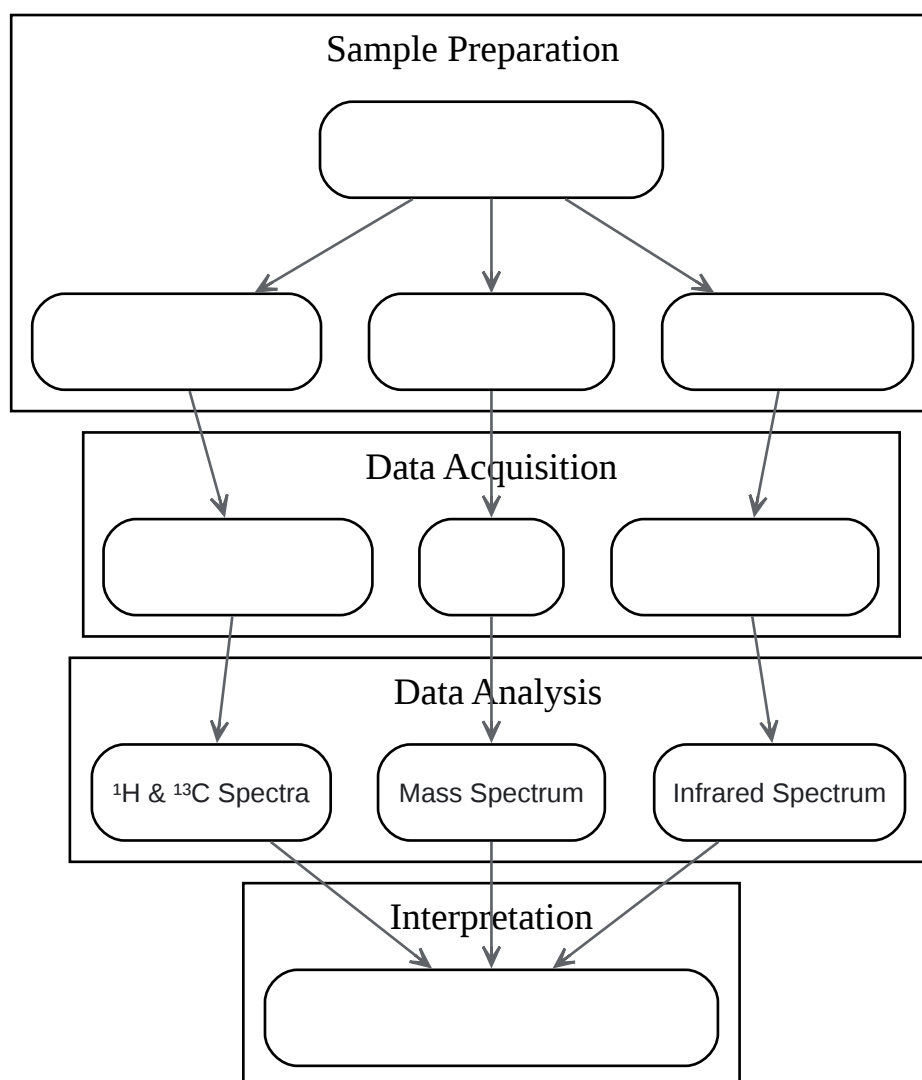 Sample Preparation
Data Acquisition
Data Analysis
¹H & ¹³C Spectra
Mass Spectrum
Infrared Spectrum
Interpretation